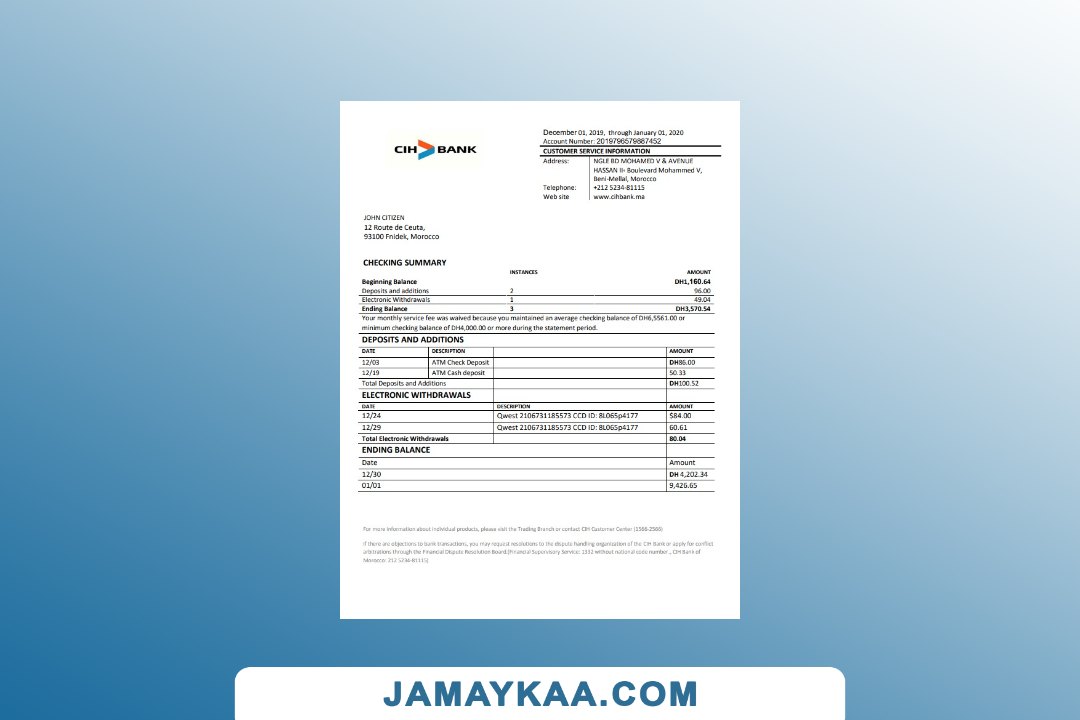 December 01, 2019, through January 01, 2020
Account Number: 2019796579887452
CIH BANK
CUSTOMER SERVICE INFORMATION
Address: NGLE BD MOHAMED V & AVENUE
HASSAN II- Boulevard Mohammed V,
Beni-Mellal, Morocco
Telephone: +212 5234-81115
Web site www.cihbank.ma
JOHN CITIZEN
12 Route de Ceuta,
93100 Fnidek, Morocco
CHECKING SUMMARY
INSTANCES AMOUNT
Beginning Balance DH1,160.64
Deposits and additions 2 96.00
Electronic Withdrawals 1 49.04
Ending Balance 3 DH3,570.54
Your monthly service fee was waived because you maintained an average checking balance of DH6,5561.00 or
minimum checking balance of DH4,000.00 or more during the statement period.
DEPOSITS AND ADDITIONS
DATE DESCRIPTION AMOUNT
12/03 ATM Check Deposit DH86.00
12/19 ATM Cash deposit 50.33
Total Deposits and Additions DH100.52
ELECTRONIC WITHDRAWALS
DATE DESCRIPTION AMOUNT
12/24 Qwest 2106731185573 CCD ID: 8L065p4177 $84.00
12/29 Qwest 2106731185573 CCD ID: 8L065p4177 60.61
Total Electronic Withdrawals 80.04
ENDING BALANCE
Date Amount
12/30 DH 4,202.34
01/01 9,426.65
For more information about individual products, please visit the Trading Branch or contact CIH Customer Center (1588-2588)
If there are objections to bank transactions, you may request resolutions to the dispute handling organization of the CIH Bank or apply for conflict
arbitrations through the Financial Dispute Resolution Board.(Financial Supervisory Service: 1332 without national code number., CIH Bank of
Morocco: 212 5234-81115)
JAMAYKAA.COM